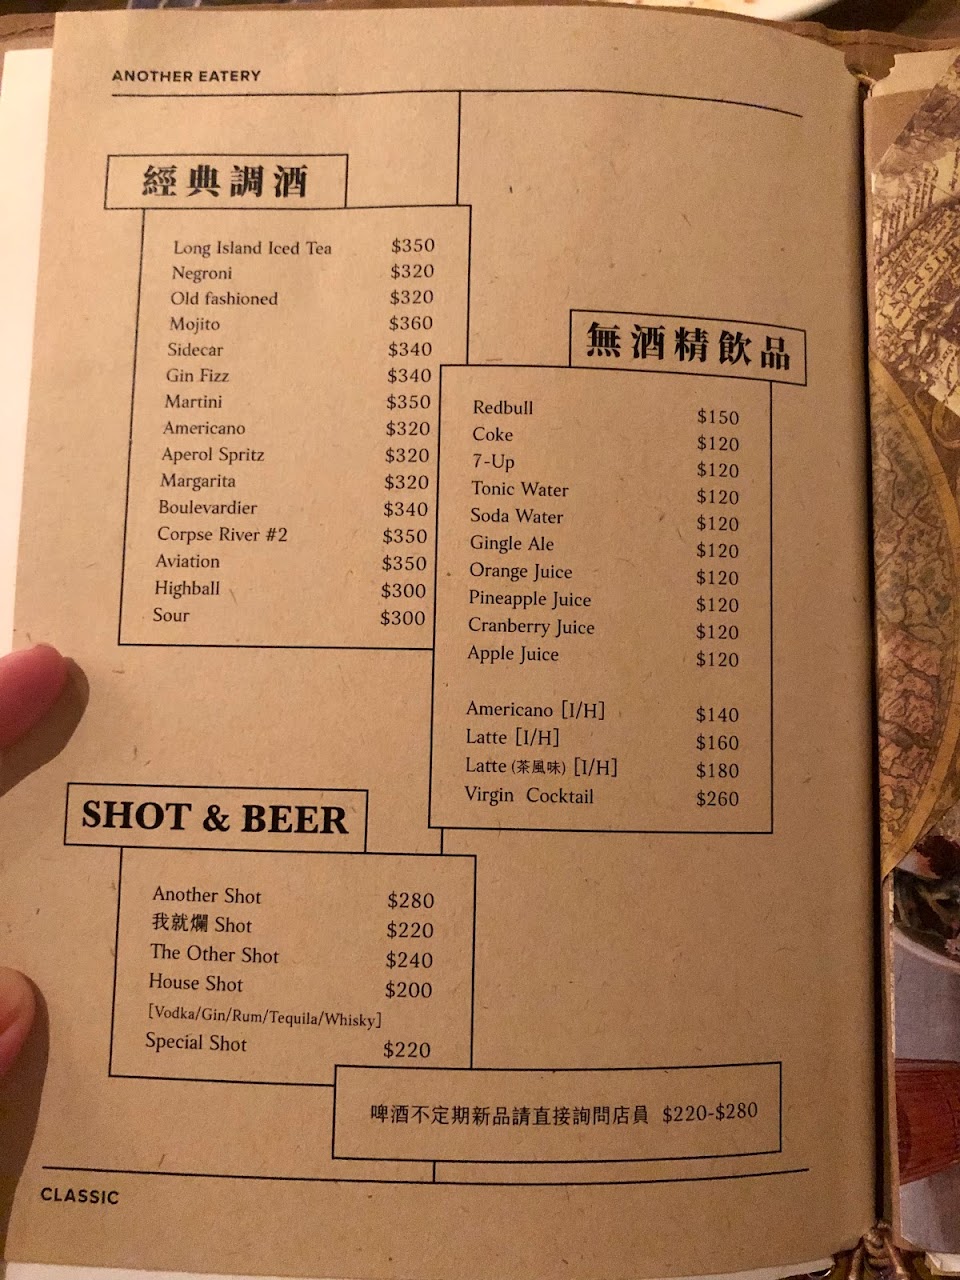 ANOTHER EATERY
經典調酒
Long Island Iced Tea $350
Negroni $320
Old fashioned $320
Mojito $360
Sidecar $340
Gin Fizz $340
Martini $350
Americano $320
Aperol Spritz $320
Margarita $320
Boulevardier $340
Corpse River #2 $350
Aviation $350
Highball $300
Sour $300
無酒精飲品
Redbull $150
Coke $120
7-Up $120
Tonic Water $120
Soda Water $120
Gingle Ale $120
Orange Juice $120
Pineapple Juice $120
Cranberry Juice $120
Apple Juice $120
Americano [I/H] $140
Latte [I/H] $160
Latte (茶風味) [I/H] $180
Virgin Cocktail $260
SHOT & BEER
Another Shot $280
我就爛 Shot $220
The Other Shot $240
House Shot $200
[Vodka/Gin/Rum/Tequila/Whisky]
Special Shot $220
啤酒不定期新品請直接詢問店員 $220-$280
CLASSIC